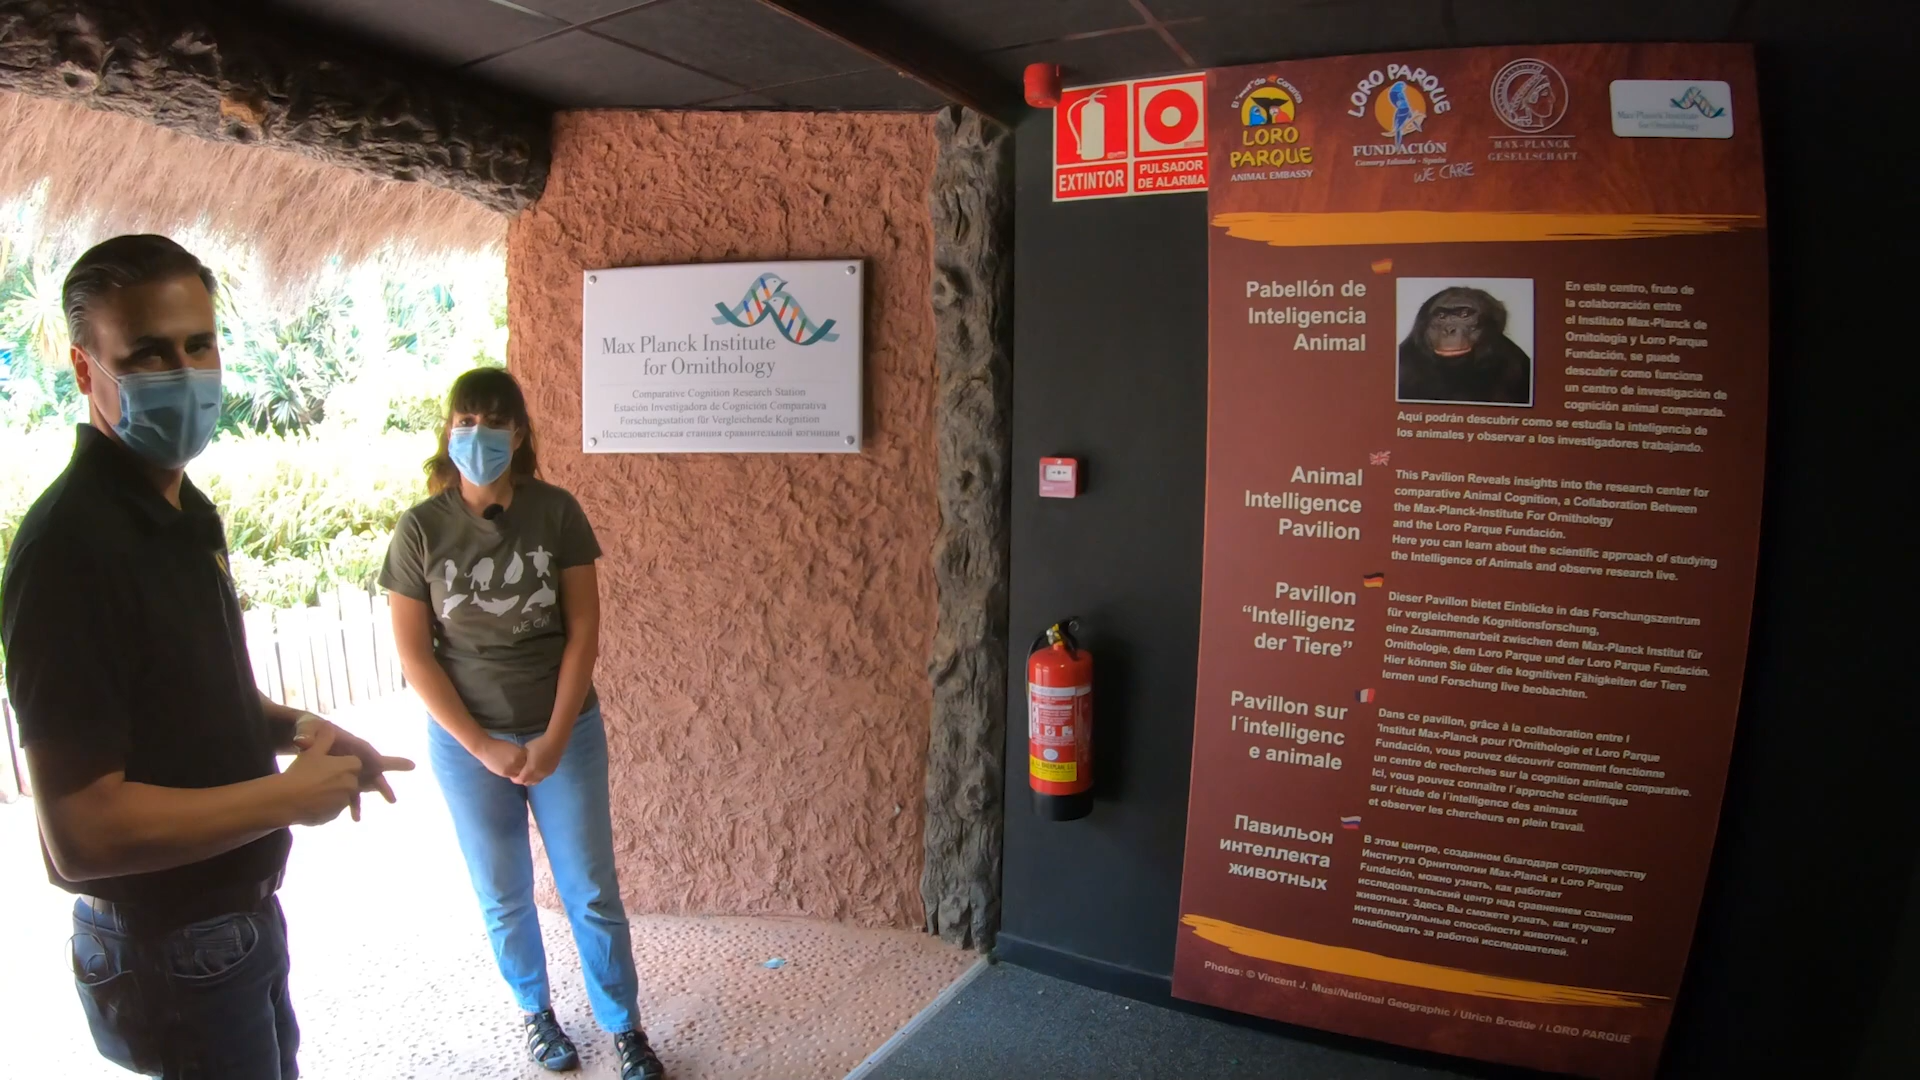 Max Planck Institute
for Ornithology
Comparative Cognition Research Station
Estación Investigadora de Cognición Comparativa
Forschungsstation für Vergleichende Kognition
Исследовательская станция сравнительной когниции
WE CARE
EXTINTOR
PULSADOR
DE ALARMA
LORO
PARQUE
ANIMAL EMBASSY
LORO PARQUE
FUNDACIÓN
Canary Islands - Spain
WE CARE
MAX-PLANCK
GESELLSCHAFT
Max Planck Institute
for Ornithology
Pabellón de
Inteligencia
Animal
En este centro, fruto de
la colaboración entre
el Instituto Max-Planck de
Ornitología y Loro Parque
Fundación, se puede
descubrir como funciona
un centro de investigación de
cognición animal comparada.
Aquí podrán descubrir como se estudia la inteligencia de
los animales y observar a los investigadores trabajando.
Animal
Intelligence
Pavilion
This Pavilion Reveals insights into the research center for
comparative Animal Cognition, a Collaboration Between
the Max-Planck-Institute For Ornithology
and the Loro Parque Fundación.
Here you can learn about the scientific approach of studying
the Intelligence of Animals and observe research live.
Pavillon
“Intelligenz
der Tiere”
Dieser Pavillon bietet Einblicke in das Forschungszentrum
für vergleichende Kognitionsforschung,
eine Zusammenarbeit zwischen dem Max-Planck Institut für
Ornithologie, dem Loro Parque und der Loro Parque Fundación.
Hier können Sie über die kognitiven Fähigkeiten der Tiere
lernen und Forschung live beobachten.
Pavillon sur
l´intelligenc
e animale
Dans ce pavillon, grâce à la collaboration entre l
'Institut Max-Planck pour l'Ornithologie et Loro Parque
Fundación, vous pouvez découvrir comment fonctionne
un centre de recherches sur la cognition animale comparative.
Ici, vous pouvez connaître l´approche scientifique
sur l´étude de l´intelligence des animaux
et observer les chercheurs en plein travail.
Павильон
интеллекта
животных
В этом центре, созданном благодаря сотрудничеству
Института Орнитологии Max-Planck и Loro Parque
Fundación, можно узнать, как работает
исследовательский центр над сравнением сознания
животных. Здесь Вы сможете узнать, как изучают
интеллектуальные способности животных, и
понаблюдать за работой исследователей.
Photos: © Vincent J. Musi/National Geographic / Ulrich Brodde / LORO PARQUE